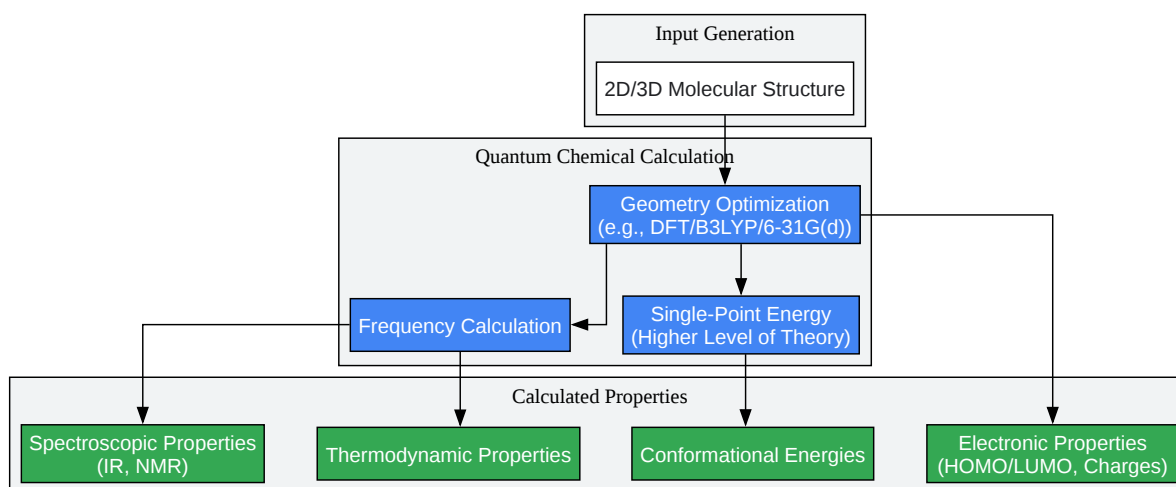 Input Generation
2D/3D Molecular Structure
Quantum Chemical Calculation
Geometry Optimization
(e.g., DFT/B3LYP/6-31G(d))
Frequency Calculation
Single-Point Energy
(Higher Level of Theory)
Calculated Properties
Spectroscopic Properties
(IR, NMR)
Thermodynamic Properties
Conformational Energies
Electronic Properties
(HOMO/LUMO, Charges)